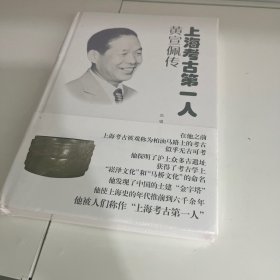 上海考古第一人
黄宣佩传
在他之前
上海考古被戏称为柏油马路上的考古
似乎无古可考
他探明了沪上众多古遗址
获得了考古学上
“崧泽文化”和“马桥文化”的命名
他发现了中国的土建“金字塔”
他使上海史的年代推前到六千余年
他被人们称作“上海考古第一人”